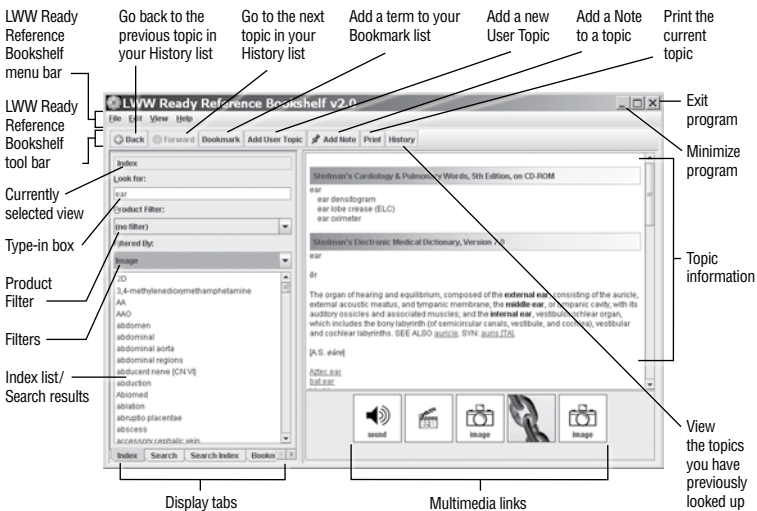 LWW Ready
Reference
Bookshelf
menu bar
Go back to the
previous topic in
your History list
Go to the next
topic in your
History list
Add a term to your
Bookmark list
Add a new
User Topic
Add a Note
to a topic
Print the
current
topic
LWW Ready
Reference
Bookshelf
tool bar
Currently
selected view
Type-in box
Product
Filter
Filters
Index list/
Search results
LWW Ready Reference Bookshelf v2.0
File Edit View Help
Back Forward Bookmark Add User Topic Add Note Print History
Index
Look for:
ear
Product Filter:
(no filter)
Filtered By:
Image
2D
3,4-methylenedioxymethamphetamine
AA
AAO
abdomen
abdominal
abdominal aorta
abdominal regions
abducent nerve [CN VI]
abduction
Abiomed
ablation
abruptio placentae
abscess
accessory cephalic vein
Index Search Search Index Bookm
Stedman's Cardiology & Pulmonary Words, 5th Edition, on CD-ROM
ear
ear densitogram
ear lobe crease (ELC)
ear oximeter
Stedman's Electronic Medical Dictionary, Version 7.0
ear
ēr
The organ of hearing and equilibrium, composed of the external ear, consisting of the auricle,
external acoustic meatus, and tympanic membrane; the middle ear, or tympanic cavity, with its
auditory ossicles and associated muscles; and the internal ear, vestibulocochlear organ,
which includes the bony labyrinth (of semicircular canals, vestibule, and cochlea), vestibular
and cochlear labyrinths. SEE ALSO auricle, SYN: auris [TA].
[A.S. eáre]
Aztec ear
bat ear
sound
image
image
Exit
program
Minimize
program
Topic
information
View
the topics
you have
previously
looked up
Display tabs
Multimedia links